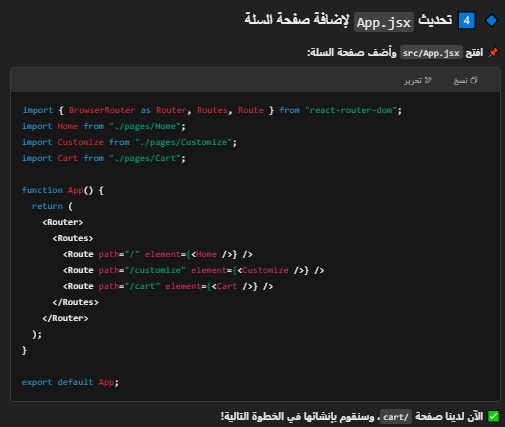 🔷 4️⃣ تحديث App.jsx لإضافة صفحة السلة
📌 افتح src/App.jsx وأضف صفحة السلة:
نسخ تحرير
import { BrowserRouter as Router, Routes, Route } from "react-router-dom";
import Home from "./pages/Home";
import Customize from "./pages/Customize";
import Cart from "./pages/Cart";
function App() {
  return (
    <Router>
      <Routes>
        <Route path="/" element={<Home />} />
        <Route path="/customize" element={<Customize />} />
        <Route path="/cart" element={<Cart />} />
      </Routes>
    </Router>
  );
}
export default App;
✅ الآن لدينا صفحة /cart، وسنقوم بإنشائها في الخطوة التالية!